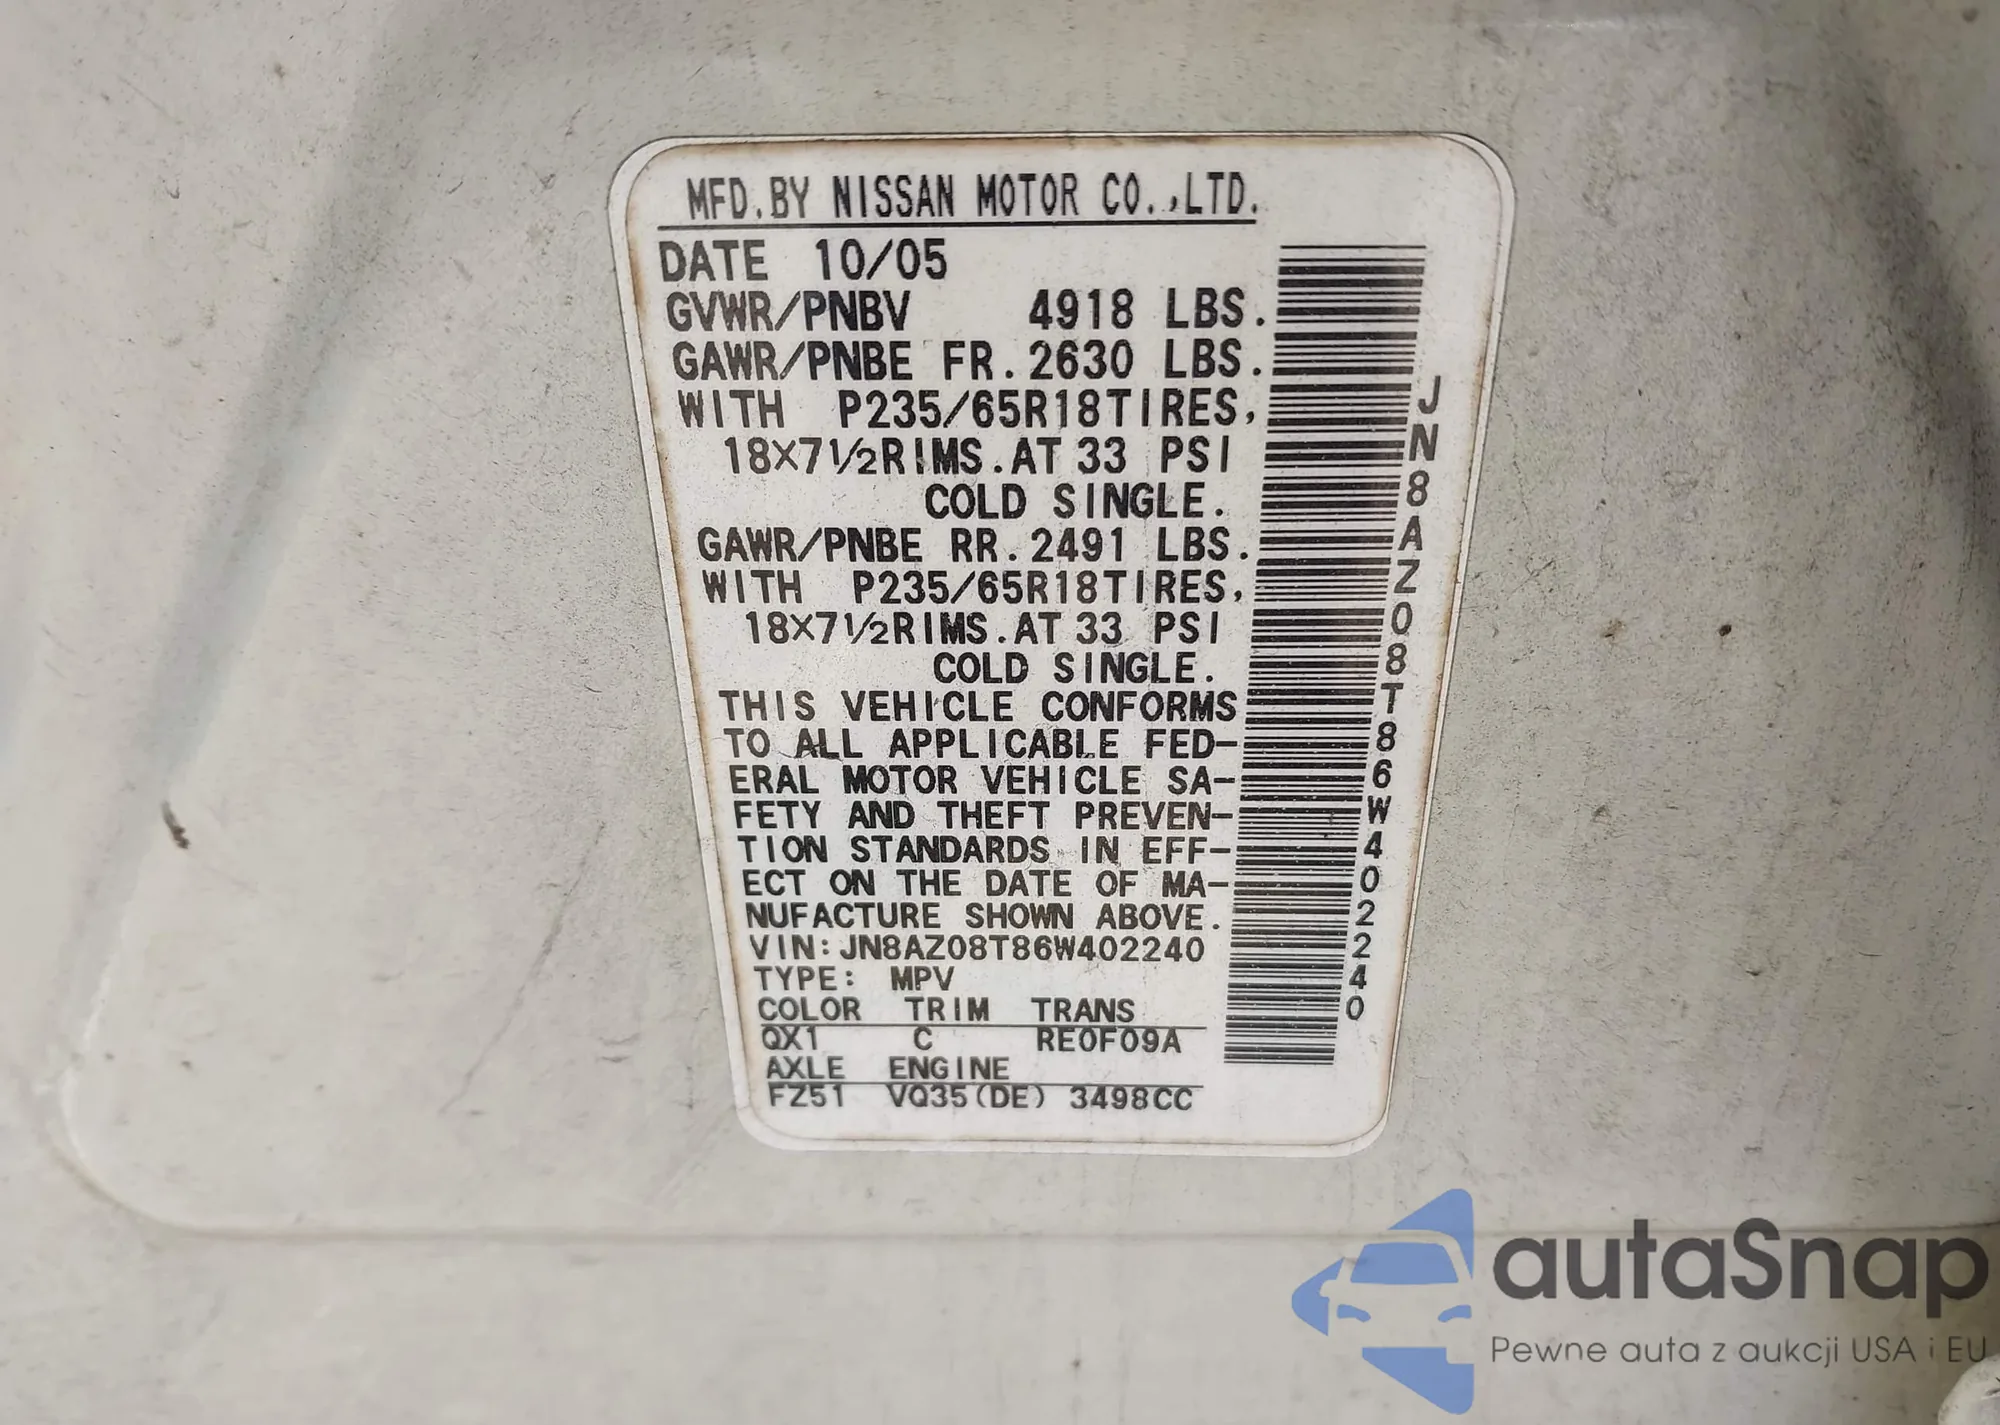 MFD.BY NISSAN MOTOR CO.,LTD.
DATE 10/05
GVWR/PNBV 4918 LBS.
GAWR/PNBE FR.2630 LBS.
WITH P235/65R18TIRES,
18X7½RIMS.AT 33 PSI
COLD SINGLE.
GAWR/PNBE RR.2491 LBS.
WITH P235/65R18TIRES,
18X7½RIMS.AT 33 PSI
COLD SINGLE.
THIS VEHICLE CONFORMS
TO ALL APPLICABLE FED-
ERAL MOTOR VEHICLE SA-
FETY AND THEFT PREVEN-
TION STANDARDS IN EFF-
ECT ON THE DATE OF MA-
NUFACTURE SHOWN ABOVE.
VIN:JN8AZ08T86W402240
TYPE: MPV
COLOR TRIM TRANS
QX1 C RE0F09A
AXLE ENGINE
FZ51 VQ35(DE) 3498CC
JN8AZ08T86W402240
autaSnap
Pewne auta z aukcji USA i EU